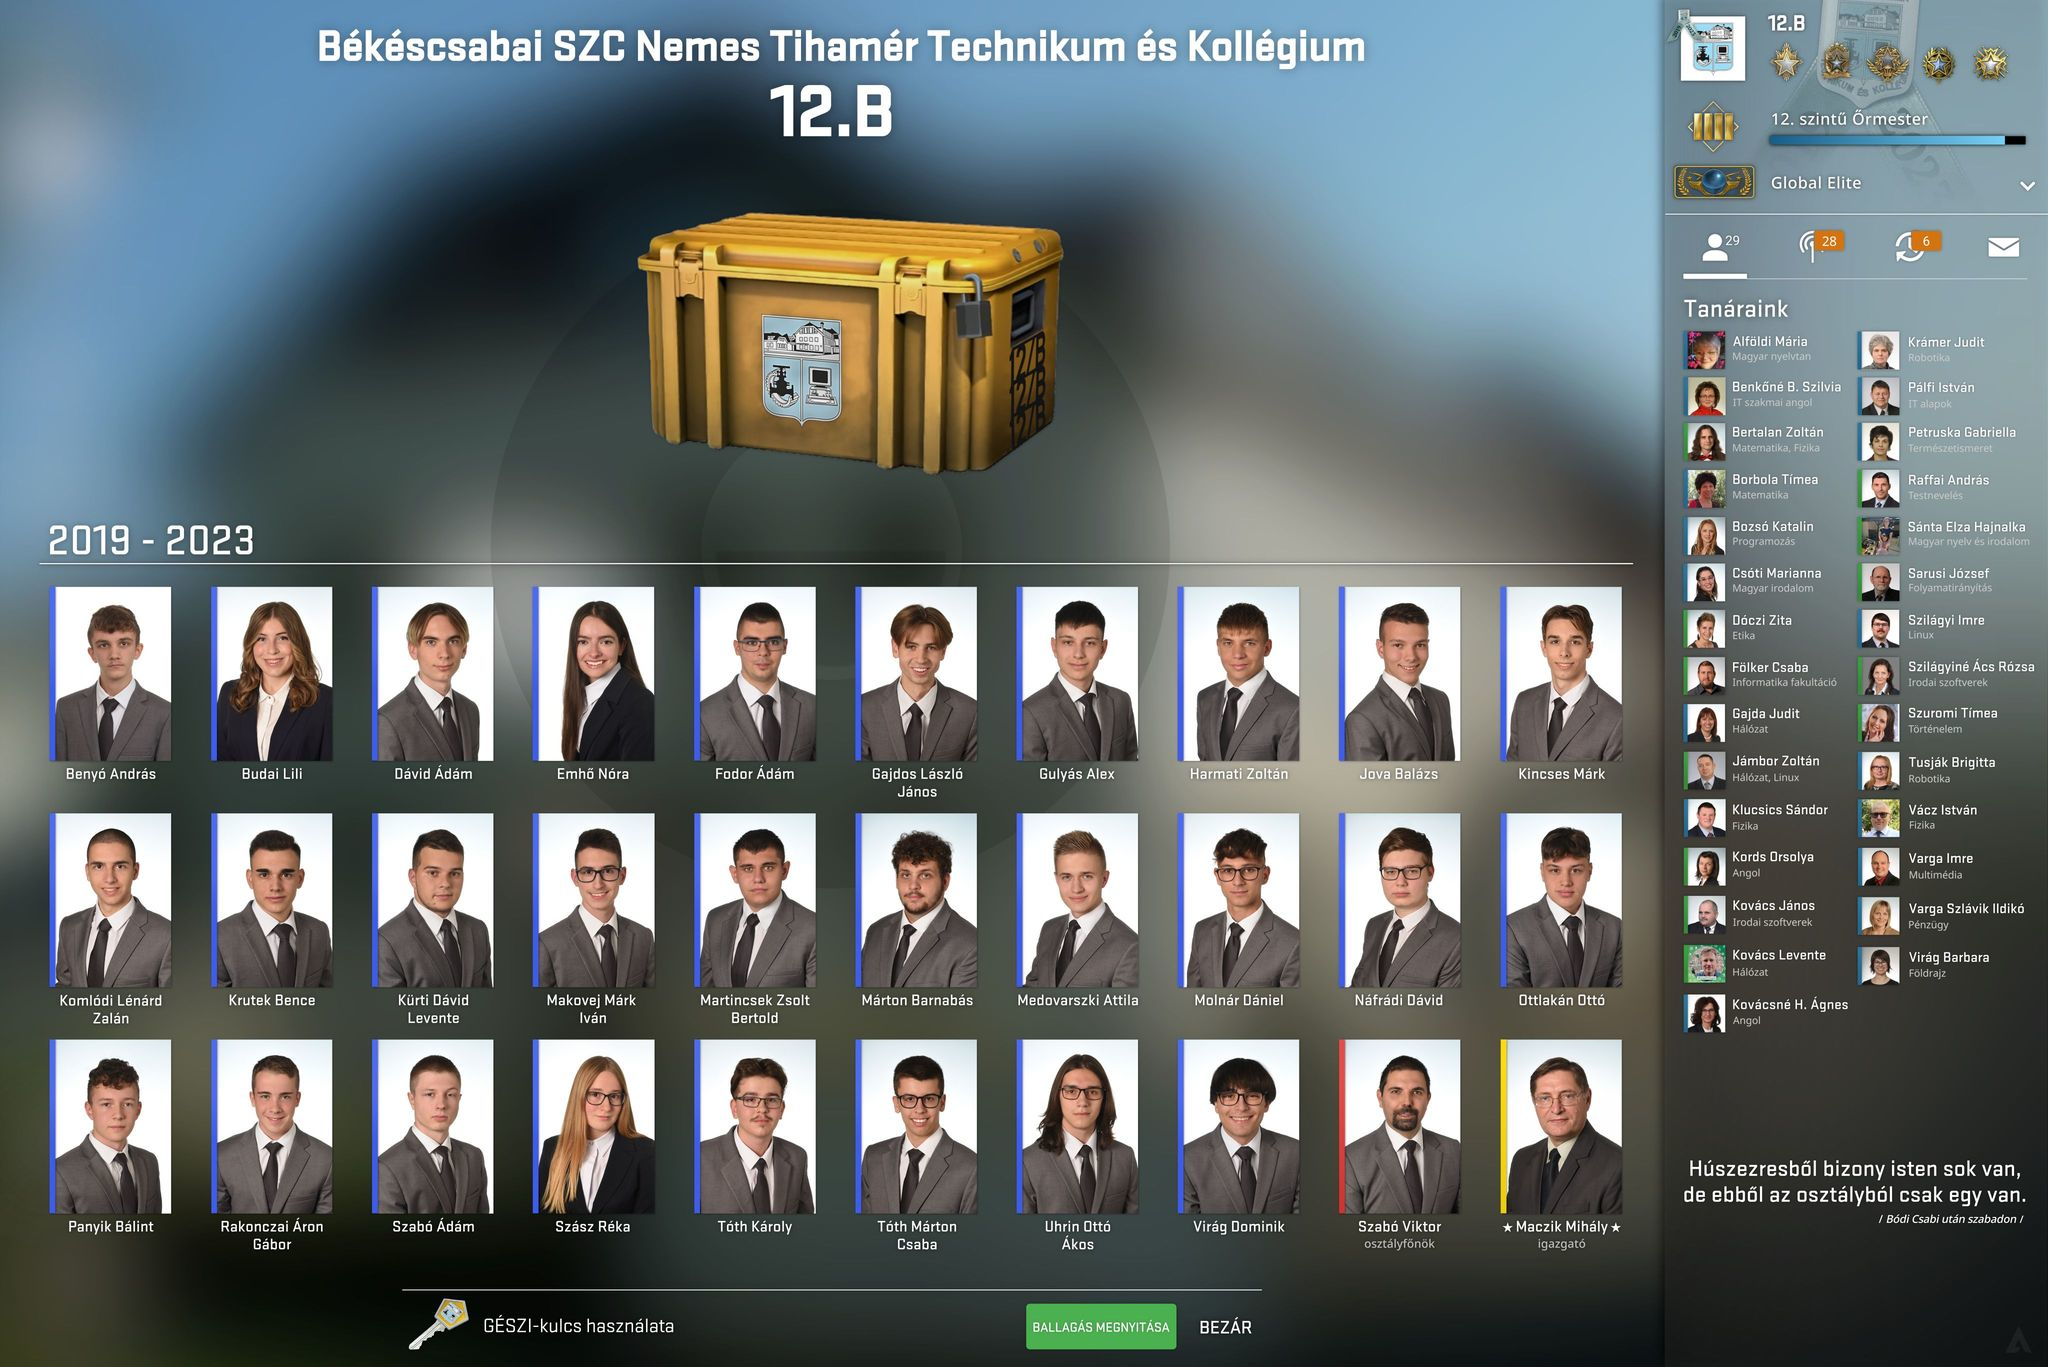 Békéscsabai SZC Nemes Tihamér Technikum és Kollégium
12.B
12/B
12/B
12/B
2019 - 2023
Benyó András
Budai Lili
Dávid Ádám
Emhő Nóra
Fodor Ádám
Gajdos László
János
Gulyás Alex
Harmati Zoltán
Jova Balázs
Kincses Márk
Komlódi Lénárd
Zalán
Krutek Bence
Kürti Dávid
Levente
Makovej Márk
Iván
Martincsek Zsolt
Bertold
Márton Barnabás
Medovarszki Attila
Molnár Dániel
Náfrádi Dávid
Ottlakán Ottó
Panyik Bálint
Rakonczai Áron
Gábor
Szabó Ádám
Szász Réka
Tóth Károly
Tóth Márton
Csaba
Uhrin Ottó
Ákos
Virág Dominik
Szabó Viktor
osztályfőnök
★ Maczik Mihály ★
igazgató
GÉSZI-kulcs használata
BALLAGÁS MEGNYITÁSA
BEZÁR
12.B
12. szintű Őrmester
Global Elite
29
28
6
Tanáraink
Alföldi Mária
Magyar nyelvtan
Benkőné B. Szilvia
IT szakmai angol
Bertalan Zoltán
Matematika, Fizika
Borbola Tímea
Matematika
Bozsó Katalin
Programozás
Csóti Marianna
Magyar irodalom
Dóczi Zita
Etika
Fölker Csaba
Informatika fakultáció
Gajda Judit
Hálózat
Jámbor Zoltán
Hálózat, Linux
Klucsics Sándor
Fizika
Kords Orsolya
Angol
Kovács János
Irodai szoftverek
Kovács Levente
Hálózat
Kovácsné H. Ágnes
Angol
Krámer Judit
Robotika
Pálfi István
IT alapok
Petruska Gabriella
Természetismeret
Raffai András
Testnevelés
Sánta Elza Hajnalka
Magyar nyelv és irodalom
Sarusi József
Folyamatirányítás
Szilágyi Imre
Linux
Szilágyiné Ács Rózsa
Irodai szoftverek
Szuromi Tímea
Történelem
Tusják Brigitta
Robotika
Vácz István
Fizika
Varga Imre
Multimédia
Varga Szlávik Ildikó
Pénzügy
Virág Barbara
Földrajz
Húszezresből bizony isten sok van,
de ebből az osztályból csak egy van.
/ Bódi Csabi után szabadon /